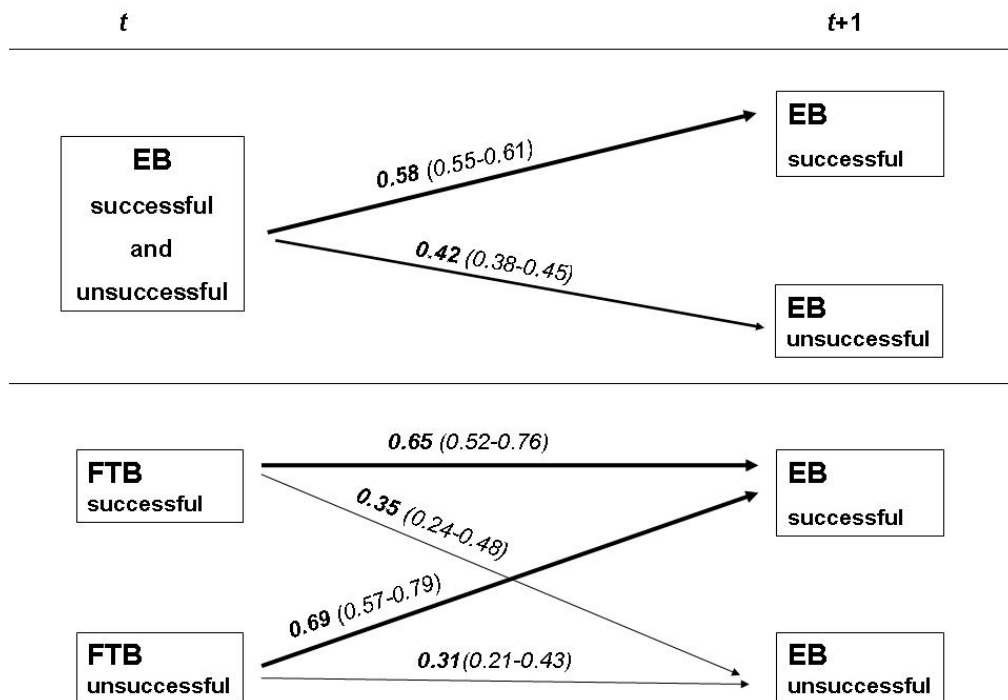 t t+1
EB
successful
and
unsuccessful
0.58 (0.55-0.61)
EB
successful
0.42 (0.38-0.45)
EB
unsuccessful
FTB
successful
0.65 (0.52-0.76)
0.35 (0.24-0.48)
EB
successful
FTB
unsuccessful
0.69 (0.57-0.79)
0.31(0.21-0.43)
EB
unsuccessful